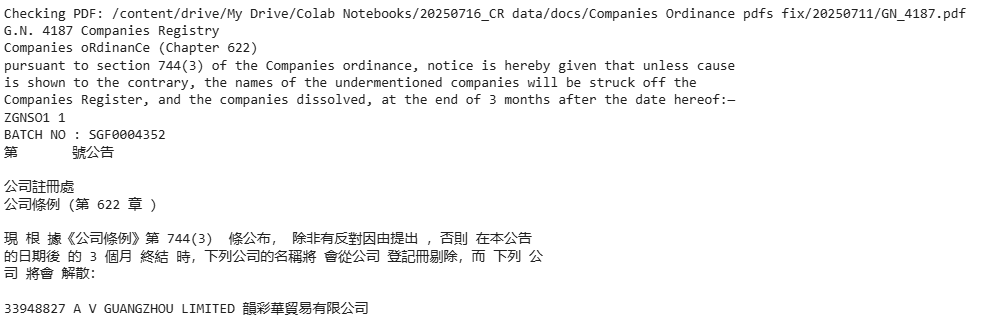 Checking PDF: /content/drive/My Drive/Colab Notebooks/20250716_CR data/docs/Companies Ordinance pdfs fix/20250711/GN_4187.pdf
G.N. 4187 Companies Registry
Companies oRdinanCe (Chapter 622)
pursuant to section 744(3) of the Companies ordinance, notice is hereby given that unless cause
is shown to the contrary, the names of the undermentioned companies will be struck off the
Companies Register, and the companies dissolved, at the end of 3 months after the date hereof:—
ZGNSO1 1
BATCH NO : SGF0004352
第 號公告
公司註冊處
公司條例 (第 622 章 )
現 根 據《公司條例》第 744(3) 條公布, 除非有反對因由提出 , 否則 在本公告
的日期後 的 3 個月 終結 時, 下列公司的名稱將 會從公司 登記冊剔除, 而 下列 公
司 將會 解散:
33948827 A V GUANGZHOU LIMITED 韻彩華貿易有限公司